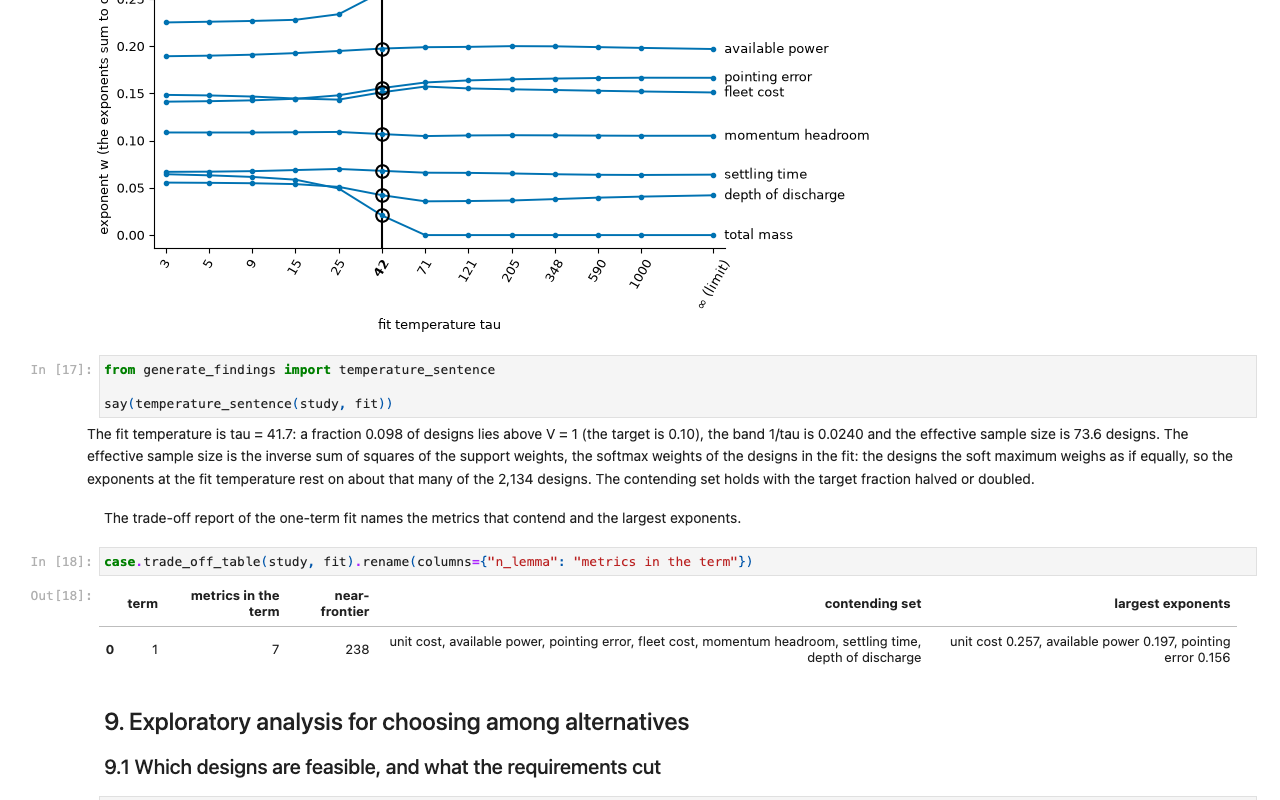 0.25
0.20
0.15
0.10
0.05
0.00
exponent w (the exponents sum to
available power
pointing error
fleet cost
momentum headroom
settling time
depth of discharge
total mass
3 5 9 15 25 42 71 121 205 348 590 1000 ∞ (limit)
fit temperature tau
In [17]:
from generate_findings import temperature_sentence
say(temperature_sentence(study, fit))
The fit temperature is tau = 41.7: a fraction 0.098 of designs lies above V = 1 (the target is 0.10), the band 1/tau is 0.0240 and the effective sample size is 73.6 designs. The
effective sample size is the inverse sum of squares of the support weights, the softmax weights of the designs in the fit: the designs the soft maximum weighs as if equally, so the
exponents at the fit temperature rest on about that many of the 2,134 designs. The contending set holds with the target fraction halved or doubled.
The trade-off report of the one-term fit names the metrics that contend and the largest exponents.
In [18]:
case.trade_off_table(study, fit).rename(columns={"n_lemma": "metrics in the term"})
Out[18]:
term metrics in the term near-frontier contending set largest exponents
0 1 7 238 unit cost, available power, pointing error, fleet cost, momentum headroom, settling time, depth of discharge unit cost 0.257, available power 0.197, pointing error 0.156
9. Exploratory analysis for choosing among alternatives
9.1 Which designs are feasible, and what the requirements cut